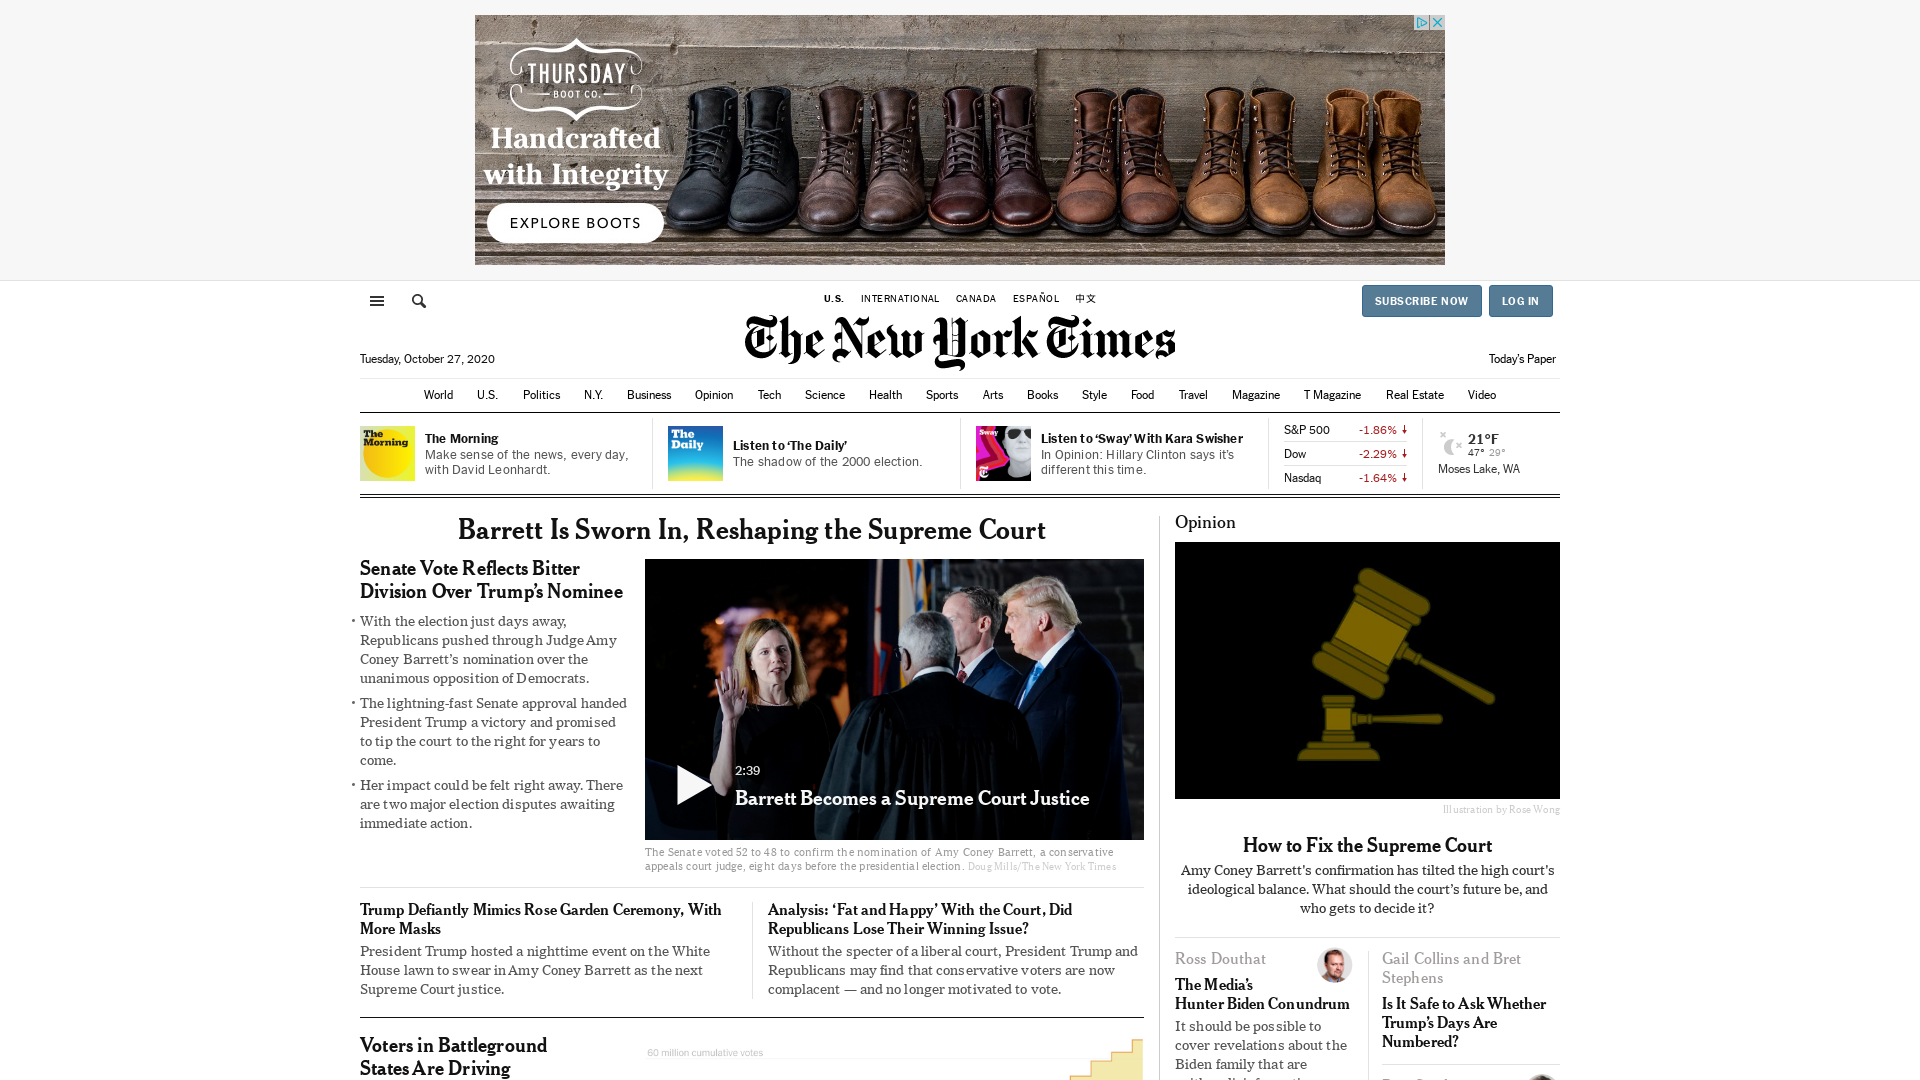 THURSDAY
BOOT CO.
Handcrafted
with Integrity
EXPLORE BOOTS
U.S. INTERNATIONAL CANADA ESPAÑOL 中文
SUBSCRIBE NOW LOG IN
The New York Times
Tuesday, October 27, 2020
Today's Paper
World U.S. Politics N.Y. Business Opinion Tech Science Health Sports Arts Books Style Food Travel Magazine T Magazine Real Estate Video
The
Morning
The Morning
Make sense of the news, every day,
with David Leonhardt.
The
Daily
Listen to ‘The Daily’
The shadow of the 2000 election.
Sway
Listen to ‘Sway’ With Kara Swisher
In Opinion: Hillary Clinton says it’s
different this time.
S&P 500 -1.86%
Dow -2.29%
Nasdaq -1.64%
21°F
47° 29°
Moses Lake, WA
Barrett Is Sworn In, Reshaping the Supreme Court
Senate Vote Reflects Bitter
Division Over Trump’s Nominee
• With the election just days away,
Republicans pushed through Judge Amy
Coney Barrett’s nomination over the
unanimous opposition of Democrats.
• The lightning-fast Senate approval handed
President Trump a victory and promised
to tip the court to the right for years to
come.
• Her impact could be felt right away. There
are two major election disputes awaiting
immediate action.
2:39
Barrett Becomes a Supreme Court Justice
The Senate voted 52 to 48 to confirm the nomination of Amy Coney Barrett, a conservative
appeals court judge, eight days before the presidential election. Doug Mills/The New York Times
Trump Defiantly Mimics Rose Garden Ceremony, With
More Masks
President Trump hosted a nighttime event on the White
House lawn to swear in Amy Coney Barrett as the next
Supreme Court justice.
Analysis: ‘Fat and Happy’ With the Court, Did
Republicans Lose Their Winning Issue?
Without the specter of a liberal court, President Trump and
Republicans may find that conservative voters are now
complacent — and no longer motivated to vote.
Voters in Battleground
States Are Driving
60 million cumulative votes
Opinion
Illustration by Rose Wong
How to Fix the Supreme Court
Amy Coney Barrett's confirmation has tilted the high court's
ideological balance. What should the court’s future be, and
who gets to decide it?
Ross Douthat
The Media’s
Hunter Biden Conundrum
It should be possible to
cover revelations about the
Biden family that are
Gail Collins and Bret
Stephens
Is It Safe to Ask Whether
Trump’s Days Are
Numbered?